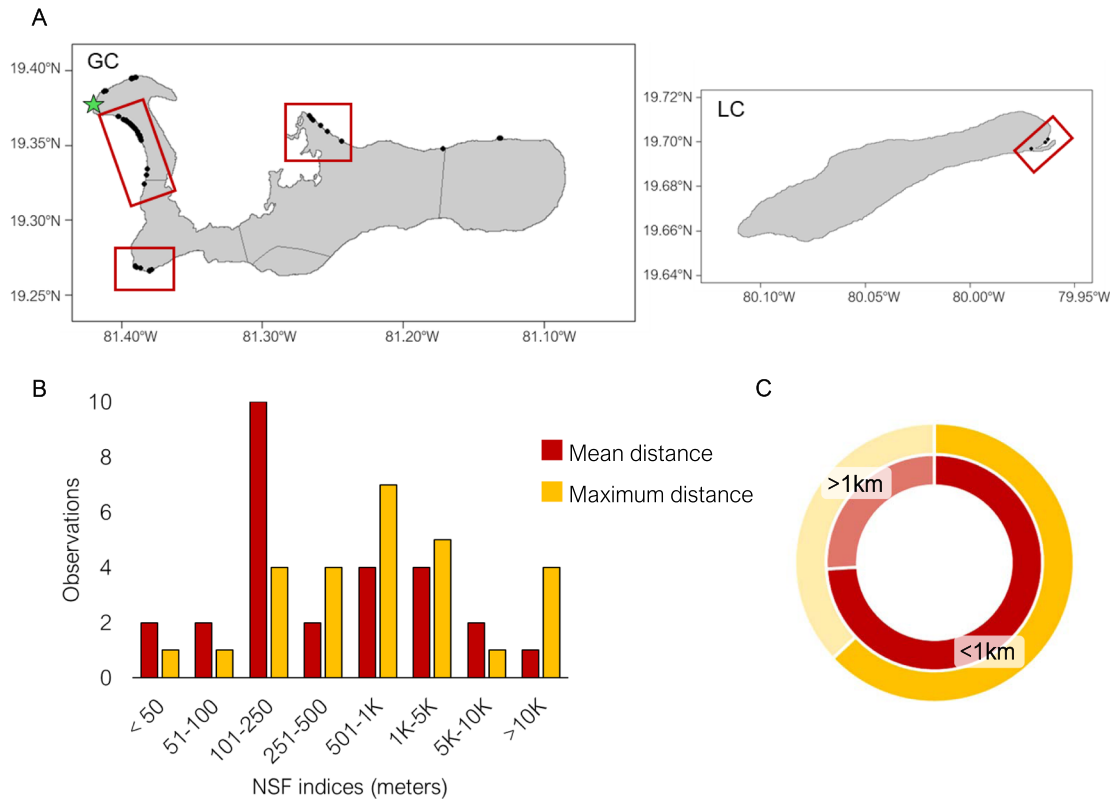 A
GC
19.40°N
19.35°N
19.30°N
19.25°N
81.40°W
81.30°W
81.20°W
81.10°W
LC
19.72°N
19.70°N
19.68°N
19.66°N
19.64°N
80.10°W
80.05°W
80.00°W
79.95°W
B
Observations
10
8
6
4
2
0
< 50
51-100
101-250
251-500
501-1K
1K-5K
5K-10K
>10K
NSF indices (meters)
Mean distance
Maximum distance
C
>1km
<1km